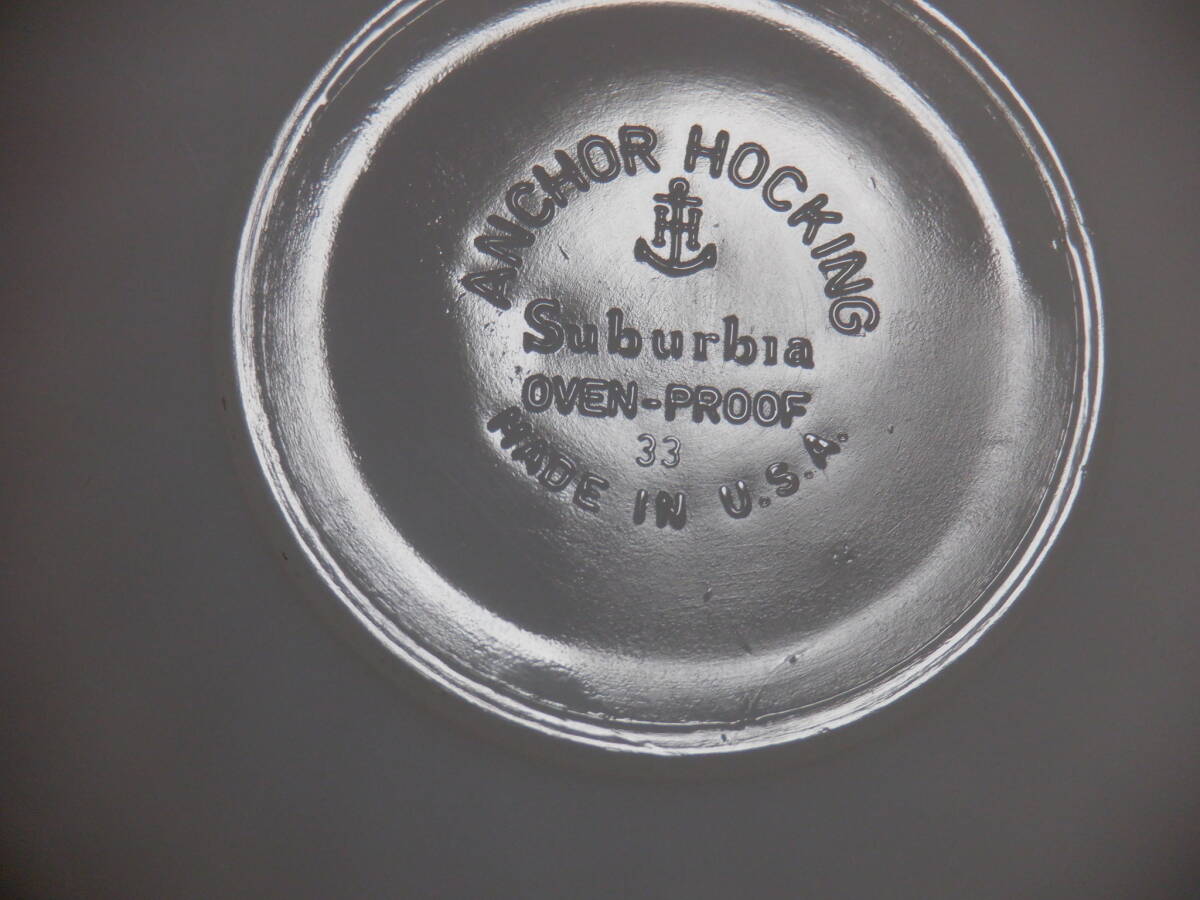 ANCHOR HOCKING
H
Suburbia
OVEN-PROOF
33
MADE IN U.S.A.